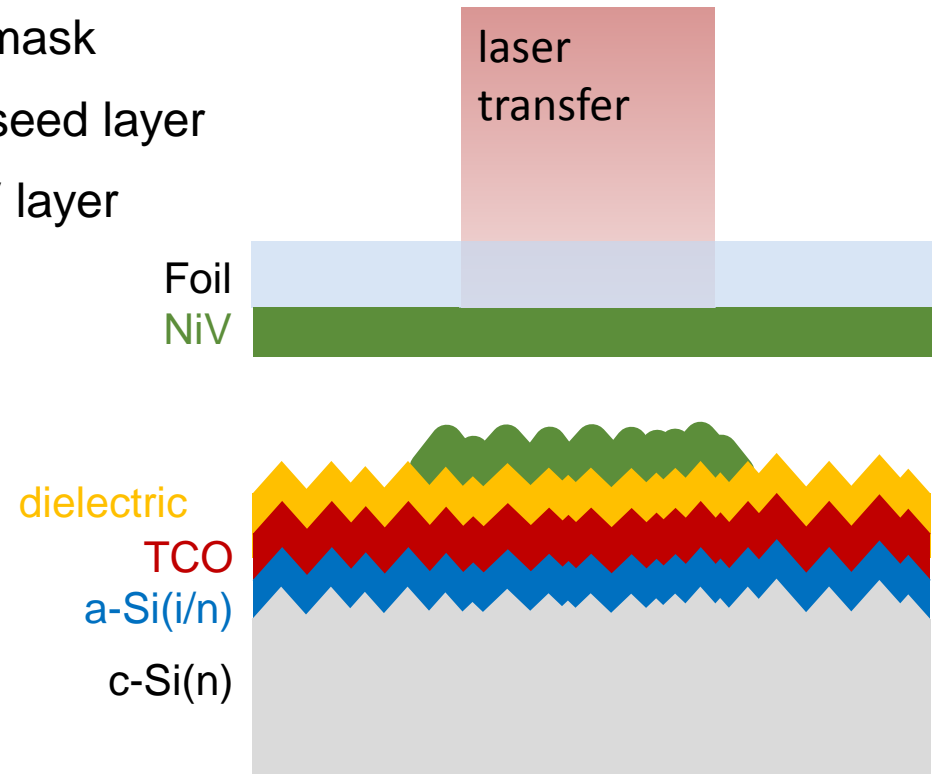 mask
seed layer
layer
laser
transfer
Foil
NiV
dielectric
TCO
a-Si(i/n)
c-Si(n)